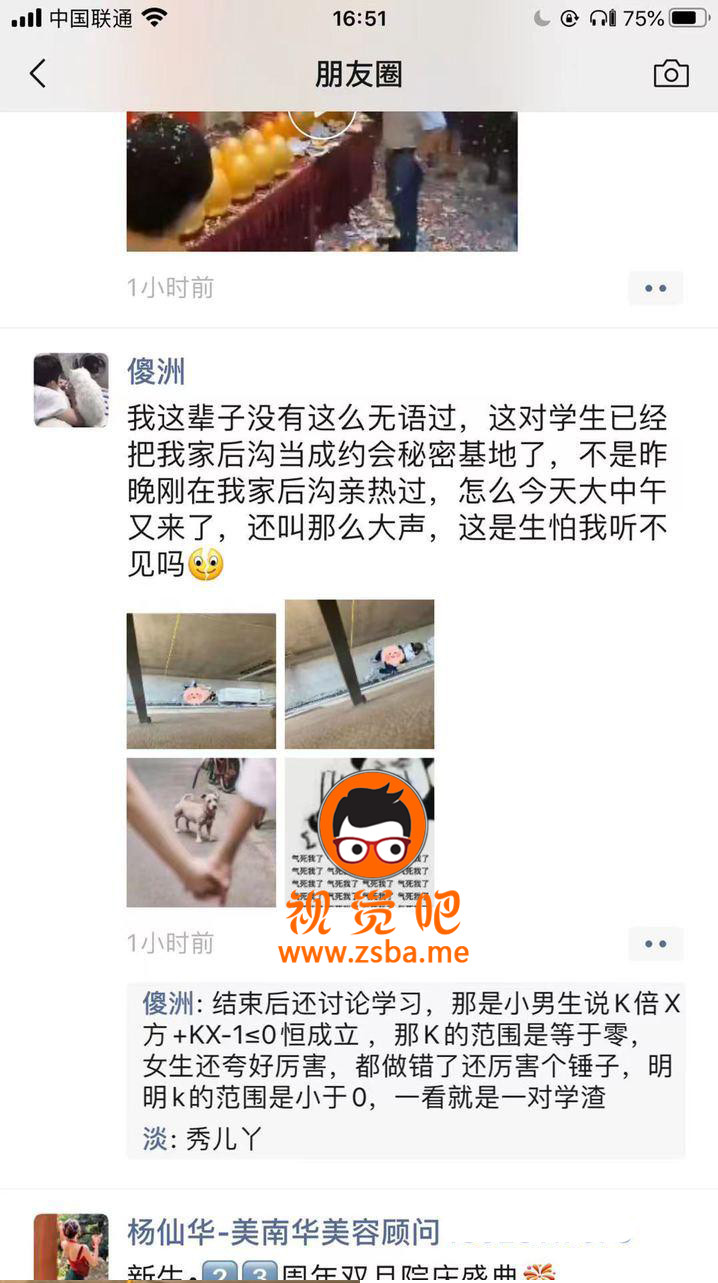 中国联通
16:51
75%
朋友圈
1小时前
傻洲
我这辈子没有这么无语过，这对学生已经
把我家后沟当成约会秘密基地了，不是昨
晚刚在我家后沟亲热过，怎么今天大中午
又来了，还叫那么大声，这是生怕我听不
见吗
气死我了 气死我了
气死我了 气死我了 气死我了 气死我了
气死我了 气死我了 气死我了 气死我了
视觉吧
www.zsba.me
1小时前
傻洲: 结束后还讨论学习，那是小男生说K倍X
方+KX-1≤0恒成立 ，那K的范围是等于零，
女生还夸好厉害，都做错了还厉害个锤子，明
明k的范围是小于0，一看就是一对学渣
淡: 秀儿丫
杨仙华-美南华美容顾问
新生·23周年双月院庆盛典